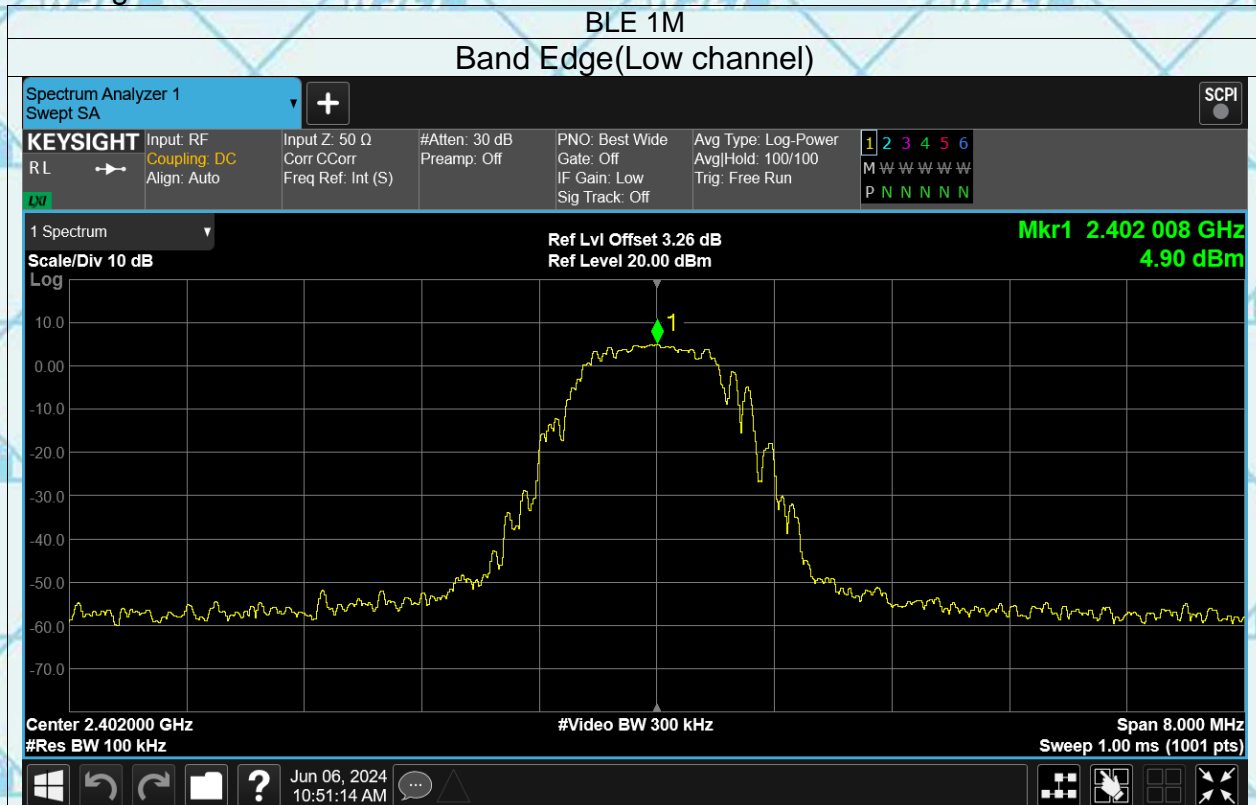 BLE 1M
Band Edge(Low channel)
Spectrum Analyzer 1
Swept SA
SCPI
KEYSIGHT
R L
LXI
Input: RF
Coupling: DC
Align: Auto
Input Z: 50 Ω
Corr CCorr
Freq Ref: Int (S)
#Atten: 30 dB
Preamp: Off
PNO: Best Wide
Gate: Off
IF Gain: Low
Sig Track: Off
Avg Type: Log-Power
Avg|Hold: 100/100
Trig: Free Run
1 2 3 4 5 6
M W W W W W
P N N N N N
1 Spectrum
Scale/Div 10 dB
Log
Ref Lvl Offset 3.26 dB
Ref Level 20.00 dBm
Mkr1 2.402 008 GHz
4.90 dBm
1
10.0
0.00
-10.0
-20.0
-30.0
-40.0
-50.0
-60.0
-70.0
Center 2.402000 GHz
#Res BW 100 kHz
#Video BW 300 kHz
Span 8.000 MHz
Sweep 1.00 ms (1001 pts)
?
Jun 06, 2024
10:51:14 AM